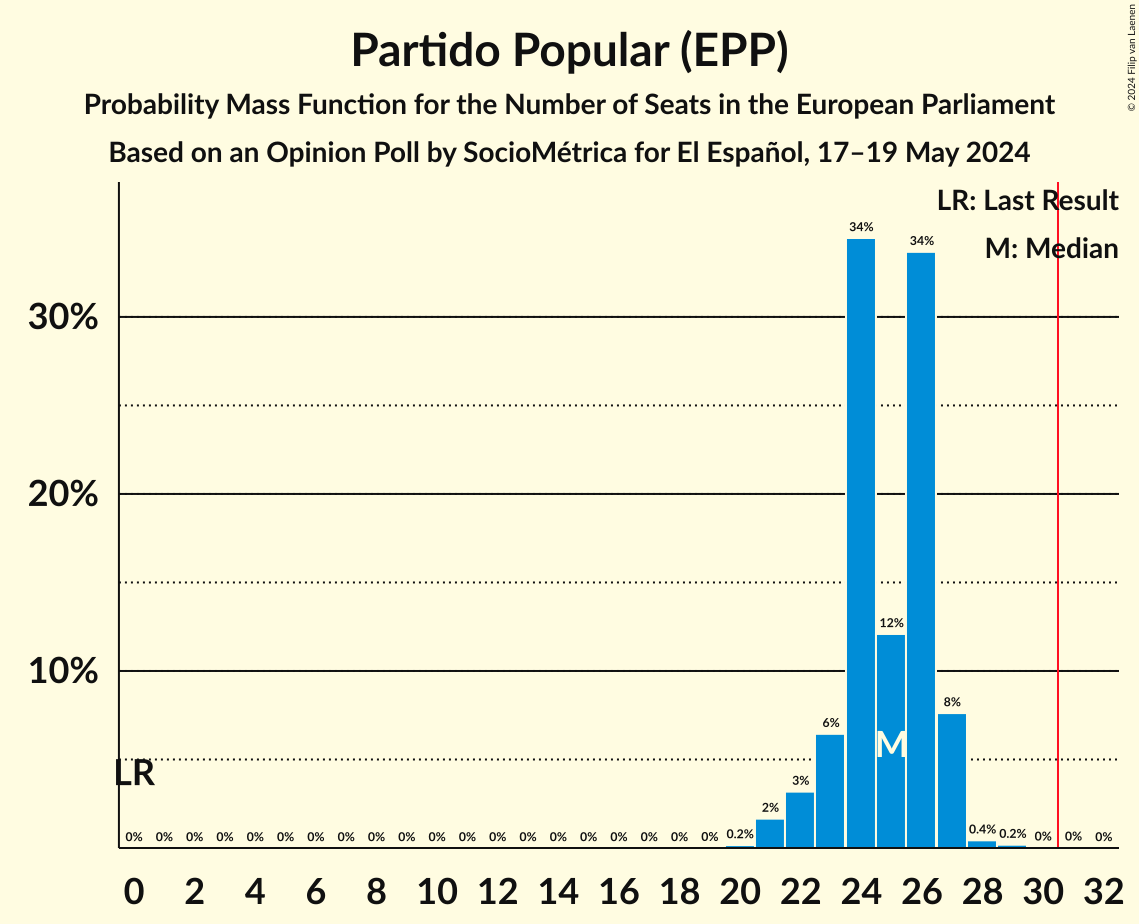 Partido Popular (EPP)
Probability Mass Function for the Number of Seats in the European Parliament
Based on an Opinion Poll by SocioMétrica for El Español, 17–19 May 2024
© 2024 Filip van Laenen
LR: Last Result
M: Median
34%
34%
30%
20%
12%
10%
8%
6%
M
LR
3%
2%
0% 0% 0% 0% 0% 0% 0% 0% 0% 0% 0% 0% 0% 0% 0% 0% 0% 0% 0% 0% 0.2% 0.4% 0.2% 0% 0% 0%
0 2 4 6 8 10 12 14 16 18 20 22 24 26 28 30 32